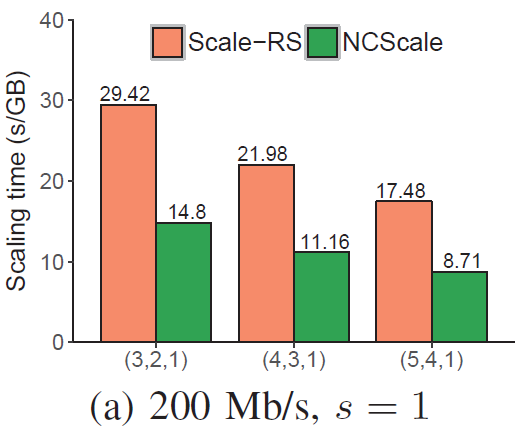 Scaling time (s/GB)
40
30
20
10
0
Scale−RS NCScale
29.42
14.8
21.98
11.16
17.48
8.71
(3,2,1) (4,3,1) (5,4,1)
(a) 200 Mb/s, s = 1